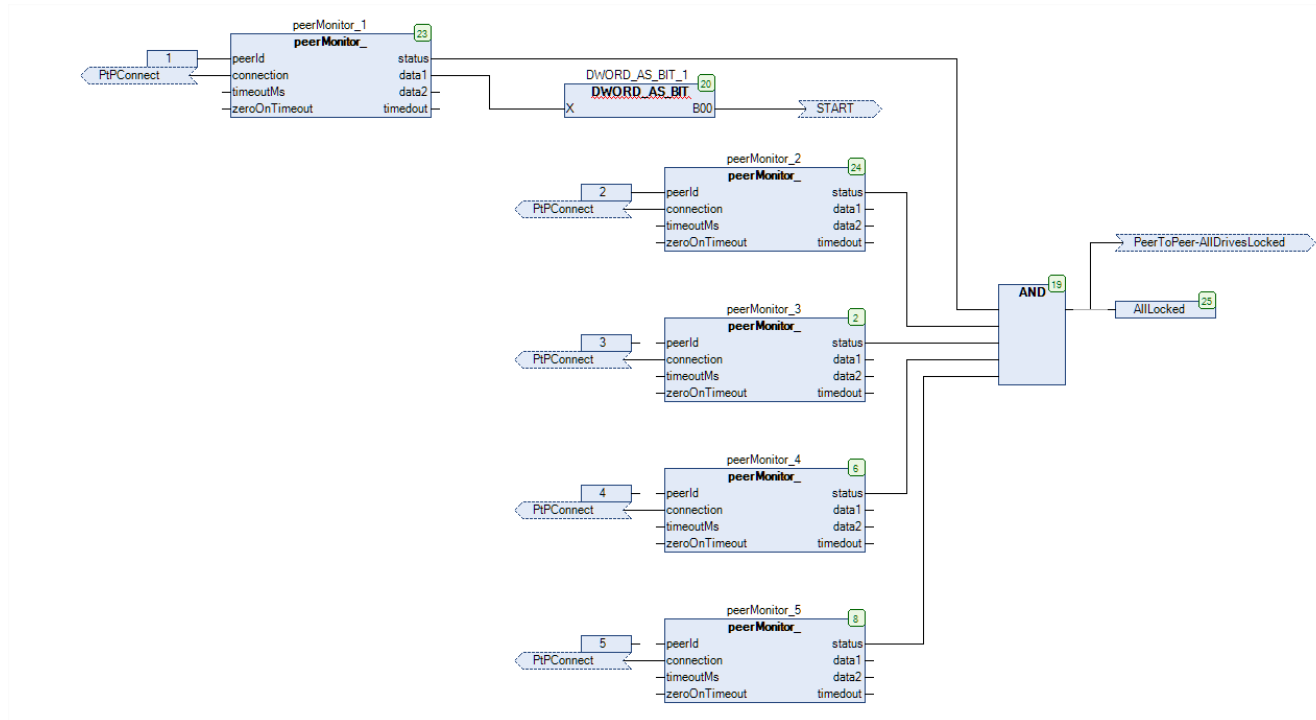 peerMonitor_1
23
peerMonitor_
1
peerId
status
PtPConnect
connection
data1
timeoutMs
data2
zeroOnTimeout
timedout
DWORD_AS_BIT_1
20
DWORD_AS_BIT
X
B00
START
peerMonitor_2
24
peerMonitor_
2
peerId
status
PtPConnect
connection
data1
timeoutMs
data2
zeroOnTimeout
timedout
peerMonitor_3
2
peerMonitor_
3
peerId
status
PtPConnect
connection
data1
timeoutMs
data2
zeroOnTimeout
timedout
peerMonitor_4
6
peerMonitor_
4
peerId
status
PtPConnect
connection
data1
timeoutMs
data2
zeroOnTimeout
timedout
peerMonitor_5
8
peerMonitor_
5
peerId
status
PtPConnect
connection
data1
timeoutMs
data2
zeroOnTimeout
timedout
19
AND
PeerToPeer-AllDrivesLocked
25
AllLocked